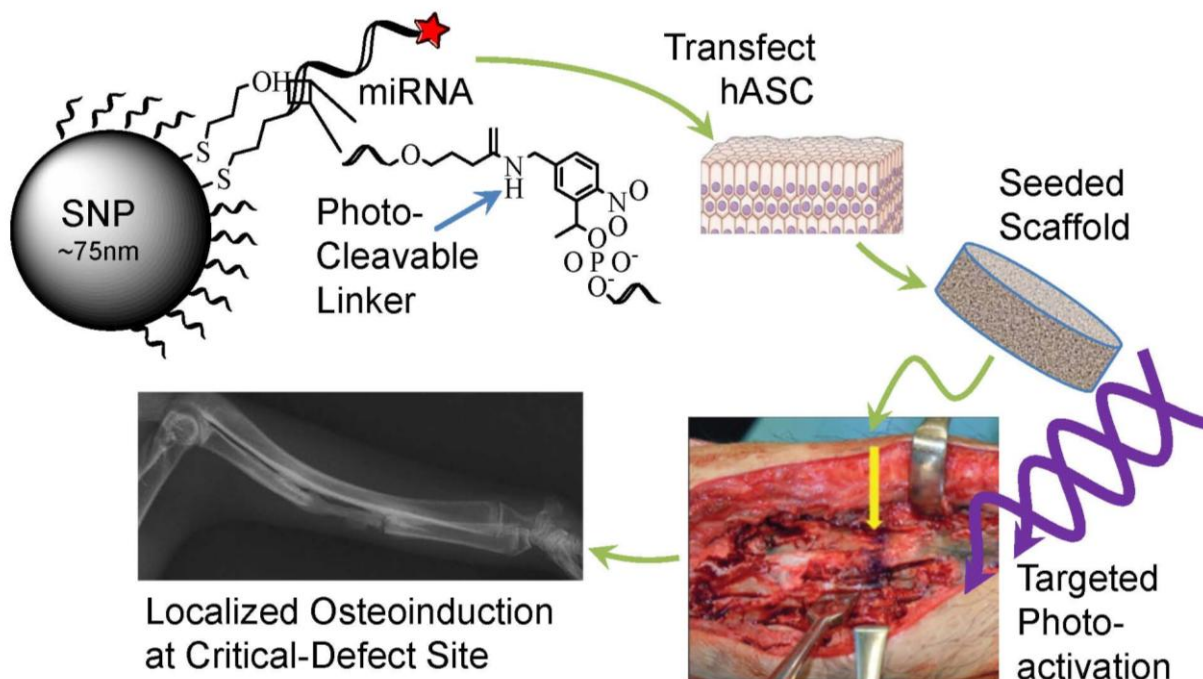 OH
miRNA
S
S
SNP
~75nm
O
N
H
N
O
O
O
O P O-
O-
Photo-
Cleavable
Linker
Transfect
hASC
Seeded
Scaffold
Targeted
Photo-
activation
Localized Osteoinduction
at Critical-Defect Site